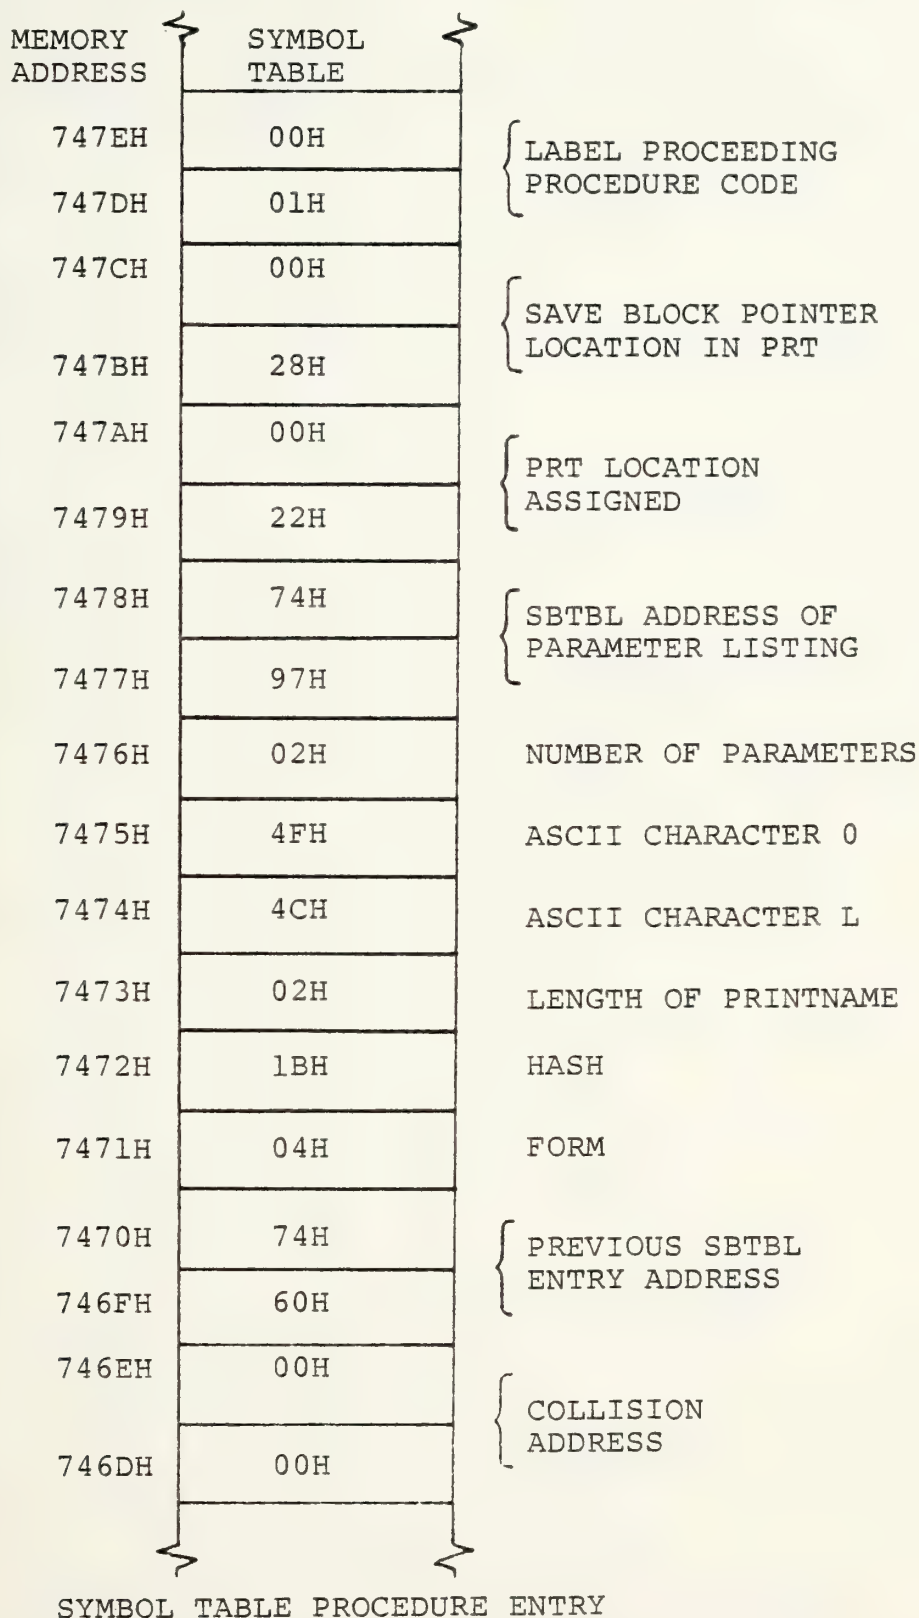 MEMORY ADDRESS
SYMBOL TABLE
747EH 00H
LABEL PROCEEDING
PROCEDURE CODE
747DH 01H
747CH 00H
SAVE BLOCK POINTER
LOCATION IN PRT
747BH 28H
747AH 00H
PRT LOCATION
ASSIGNED
7479H 22H
7478H 74H
SBTBL ADDRESS OF
PARAMETER LISTING
7477H 97H
7476H 02H NUMBER OF PARAMETERS
7475H 4FH ASCII CHARACTER O
7474H 4CH ASCII CHARACTER L
7473H 02H LENGTH OF PRINTNAME
7472H 1BH HASH
7471H 04H FORM
7470H 74H
PREVIOUS SBTBL
ENTRY ADDRESS
746FH 60H
746EH 00H
COLLISION
ADDRESS
746DH 00H
SYMBOL TABLE PROCEDURE ENTRY